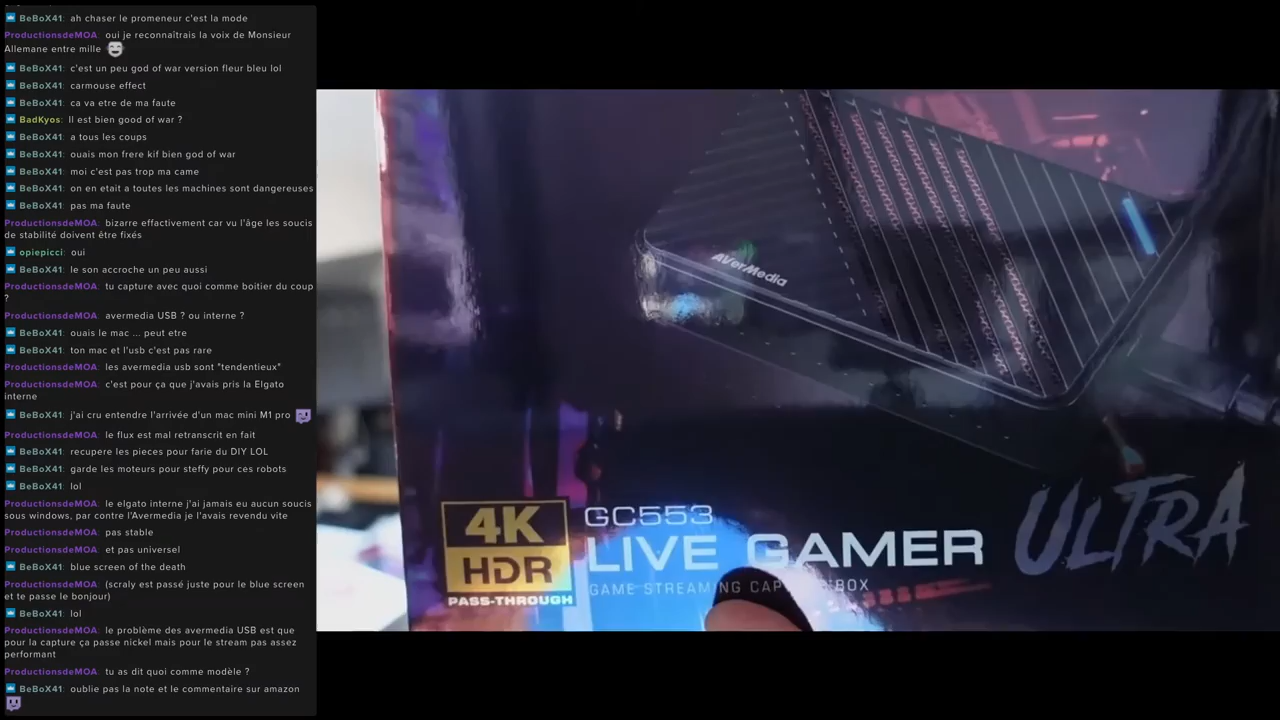 BeBoX41: ah chaser le promeneur c'est la mode
ProductionsdeMOA: oui je reconnaîtrais la voix de Monsieur
Allemane entre mille
BeBoX41: c'est un peu god of war version fleur bleu lol
BeBoX41: carmouse effect
BeBoX41: ca va etre de ma faute
BadKyos: Il est bien good of war ?
BeBoX41: a tous les coups
BeBoX41: ouais mon frere kif bien god of war
BeBoX41: moi c'est pas trop ma came
BeBoX41: on en etait a toutes les machines sont dangereuses
BeBoX41: pas ma faute
ProductionsdeMOA: bizarre effactivement car vu l'âge les soucis
de stabilité doivent être fixés
opiepicci: oui
BeBoX41: le son accroche un peu aussi
ProductionsdeMOA: tu capture avec quoi comme boitier du coup
?
ProductionsdeMOA: avermedia USB ? ou interne ?
BeBoX41: ouais le mac ... peut etre
BeBoX41: ton mac et l'usb c'est pas rare
ProductionsdeMOA: les avermedia usb sont "tendentieux"
ProductionsdeMOA: c'est pour ça que j'avais pris la Elgato
interne
BeBoX41: j'ai cru entendre l'arrivée d'un mac mini M1 pro
ProductionsdeMOA: le flux est mal retranscrit en fait
BeBoX41: recupere les pieces pour farie du DIY LOL
BeBoX41: garde les moteurs pour steffy pour ces robots
BeBoX41: lol
ProductionsdeMOA: le elgato interne j'ai jamais eu aucun soucis
sous windows, par contre l'Avermedia je l'avais revendu vite
ProductionsdeMOA: pas stable
ProductionsdeMOA: et pas universel
BeBoX41: blue screen of the death
ProductionsdeMOA: (scraly est passé juste pour le blue screen
et te passe le bonjour)
BeBoX41: lol
ProductionsdeMOA: le problème des avermedia USB est que
pour la capture ça passe nickel mais pour le stream pas assez
performant
ProductionsdeMOA: tu as dit quoi comme modèle ?
BeBoX41: oublie pas la note et le commentaire sur amazon
AVerMedia
4K
HDR
PASS-THROUGH
GC553
LIVE GAMER
ULTRA
GAME STREAMING
BOX